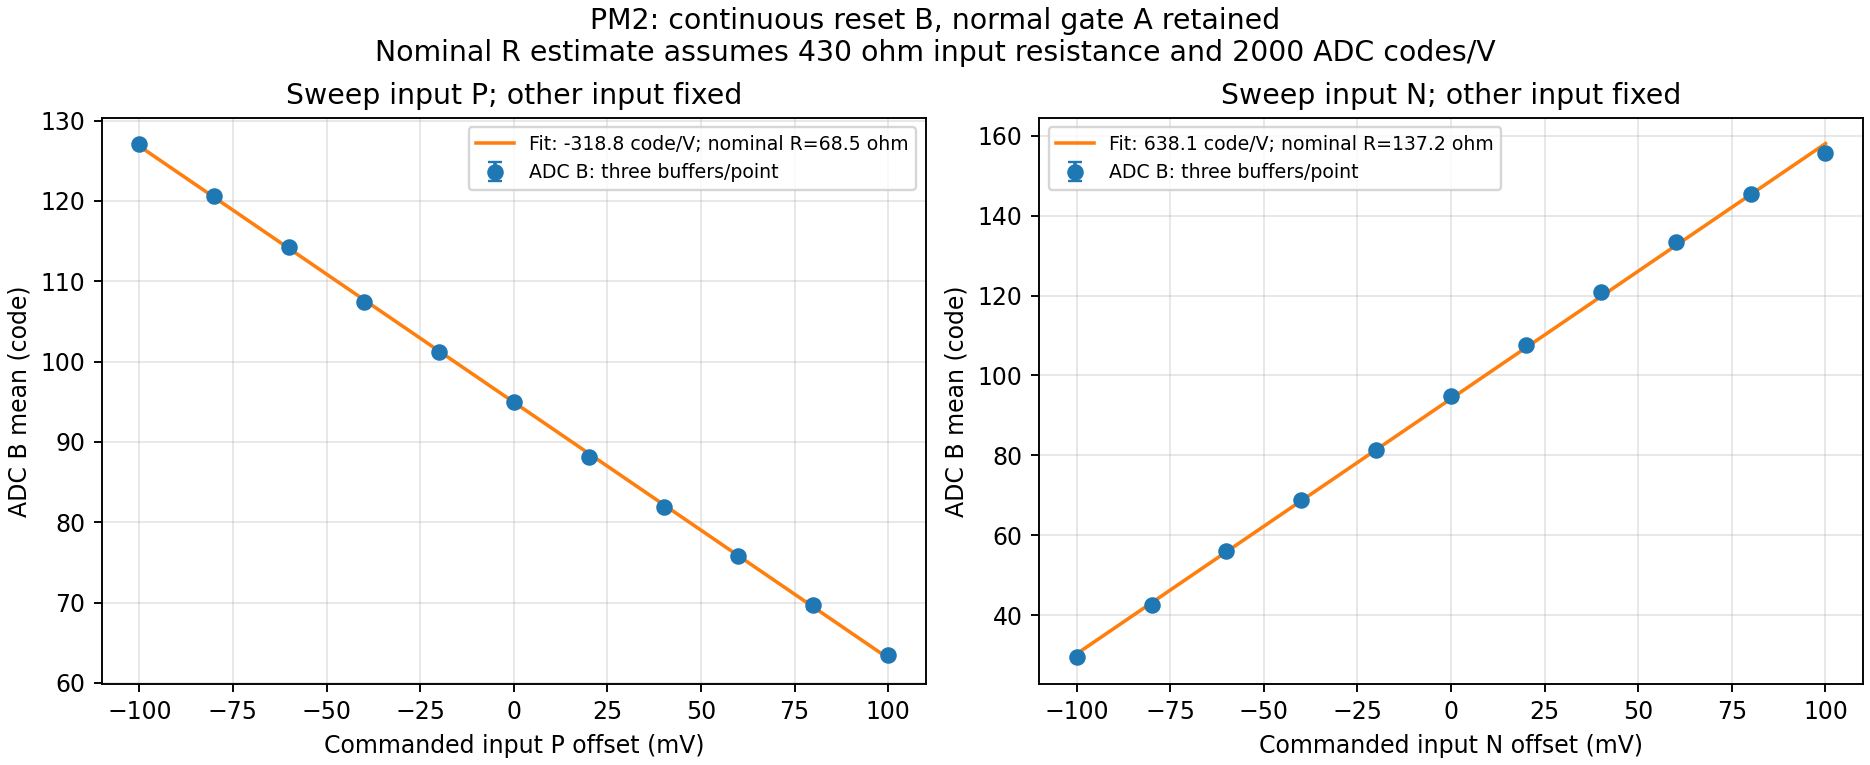 PM2: continuous reset B, normal gate A retained
Nominal R estimate assumes 430 ohm input resistance and 2000 ADC codes/V
Sweep input P; other input fixed
Fit: -318.8 code/V; nominal R=68.5 ohm
ADC B: three buffers/point
130
120
110
100
90
80
70
60
ADC B mean (code)
−100
−75
−50
−25
0
25
50
75
100
Commanded input P offset (mV)
Sweep input N; other input fixed
Fit: 638.1 code/V; nominal R=137.2 ohm
ADC B: three buffers/point
160
140
120
100
80
60
40
ADC B mean (code)
−100
−75
−50
−25
0
25
50
75
100
Commanded input N offset (mV)